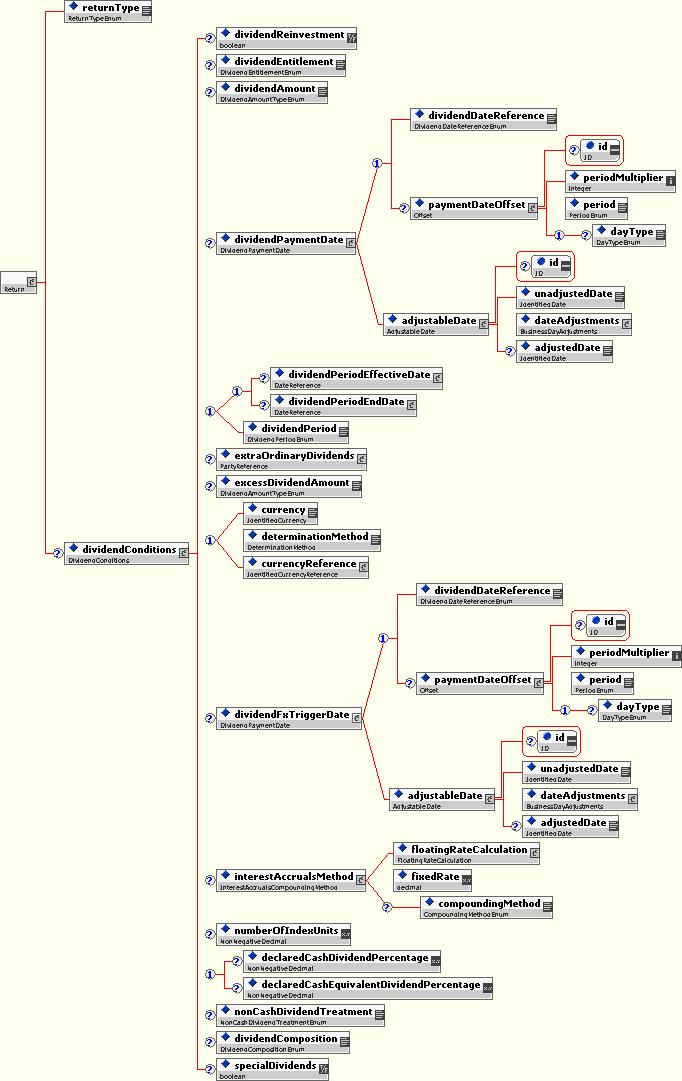 returnType
ReturnTypeEnum
dividendReinvestment
boolean
dividendEntitlement
DividendEntitlementEnum
dividendAmount
DividendAmountTypeEnum
dividendDateReference
DividendDateReferenceEnum
id
ID
periodMultiplier
Integer
paymentDateOffset
Offset
period
PeriodEnum
dayType
DayTypeEnum
dividendPaymentDate
DividendPaymentDate
id
ID
Return
unadjustedDate
IdentifiedDate
adjustableDate
AdjustableDate
dateAdjustments
BusinessDayAdjustments
adjustedDate
IdentifiedDate
dividendPeriodEffectiveDate
DateReference
dividendPeriodEndDate
DateReference
dividendPeriod
DividendPeriodEnum
extraOrdinaryDividends
PartyReference
excessDividendAmount
DividendAmountTypeEnum
currency
IdentifiedCurrency
determinationMethod
DeterminationMethod
dividendConditions
DividendConditions
currencyReference
IdentifiedCurrencyReference
dividendDateReference
DividendDateReferenceEnum
id
ID
periodMultiplier
Integer
paymentDateOffset
Offset
period
PeriodEnum
dayType
DayTypeEnum
dividendFxTriggerDate
DividendPaymentDate
id
ID
unadjustedDate
IdentifiedDate
adjustableDate
AdjustableDate
dateAdjustments
BusinessDayAdjustments
adjustedDate
IdentifiedDate
floatingRateCalculation
FloatingRateCalculation
interestAccrualsMethod
InterestAccrualsCompoundingMethod
fixedRate
decimal
compoundingMethod
CompoundingMethodEnum
numberOfIndexUnits
NonNegativeDecimal
declaredCashDividendPercentage
NonNegativeDecimal
declaredCashEquivalentDividendPercentage
NonNegativeDecimal
nonCashDividendTreatment
NonCashDividendTreatmentEnum
dividendComposition
DividendCompositionEnum
specialDividends
boolean